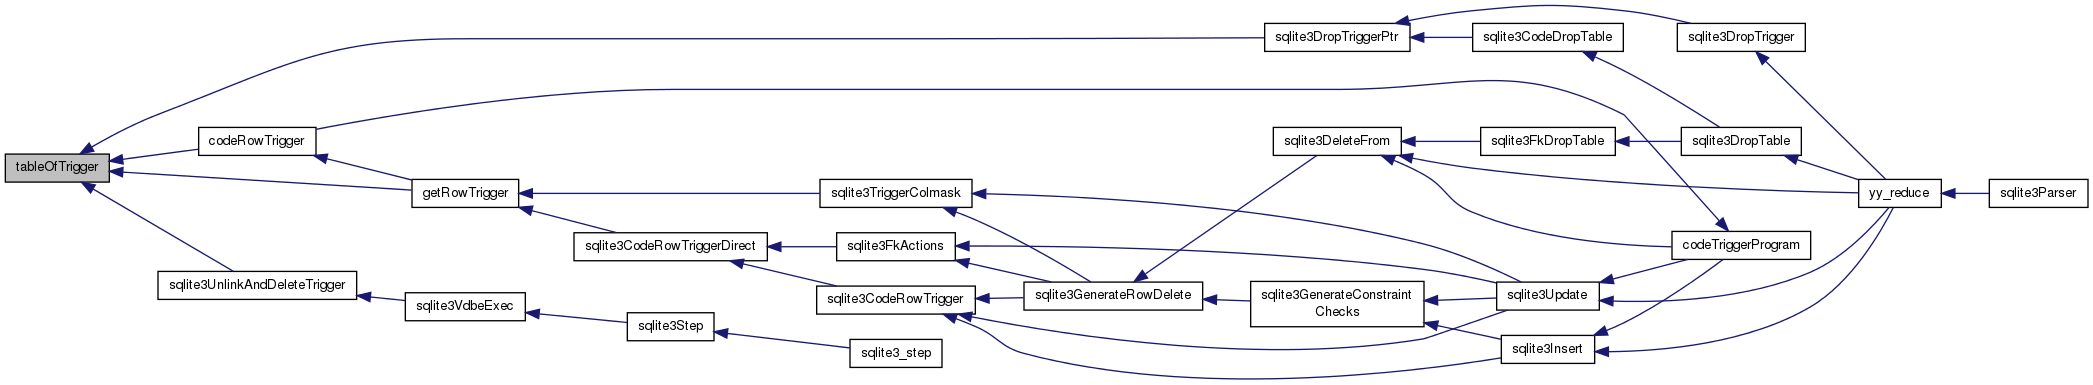 tableOfTrigger
codeRowTrigger
sqlite3UnlinkAndDeleteTrigger
getRowTrigger
sqlite3VdbeExec
sqlite3CodeRowTriggerDirect
sqlite3Step
sqlite3TriggerColmask
sqlite3FkActions
sqlite3CodeRowTrigger
sqlite3_step
sqlite3GenerateRowDelete
sqlite3DropTriggerPtr
sqlite3DeleteFrom
sqlite3GenerateConstraint
Checks
sqlite3CodeDropTable
sqlite3FkDropTable
sqlite3Update
sqlite3Insert
sqlite3DropTrigger
sqlite3DropTable
codeTriggerProgram
yy_reduce
sqlite3Parser